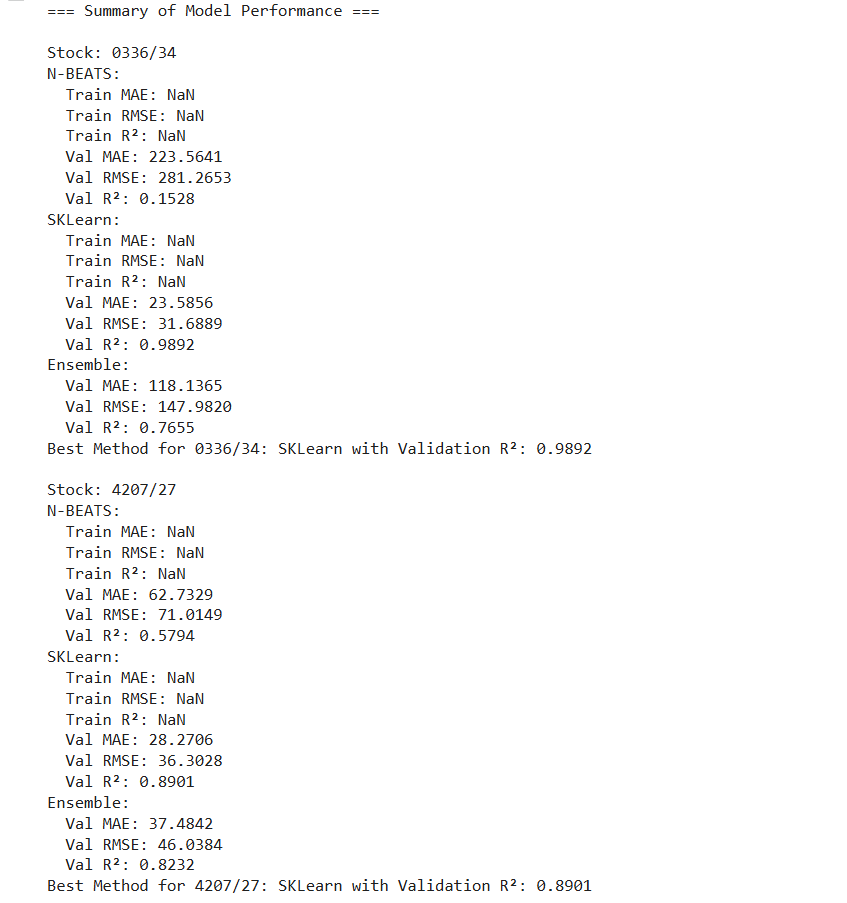 === Summary of Model Performance ===
Stock: 0336/34
N-BEATS:
Train MAE: NaN
Train RMSE: NaN
Train R²: NaN
Val MAE: 223.5641
Val RMSE: 281.2653
Val R²: 0.1528
SKLearn:
Train MAE: NaN
Train RMSE: NaN
Train R²: NaN
Val MAE: 23.5856
Val RMSE: 31.6889
Val R²: 0.9892
Ensemble:
Val MAE: 118.1365
Val RMSE: 147.9820
Val R²: 0.7655
Best Method for 0336/34: SKLearn with Validation R²: 0.9892
Stock: 4207/27
N-BEATS:
Train MAE: NaN
Train RMSE: NaN
Train R²: NaN
Val MAE: 62.7329
Val RMSE: 71.0149
Val R²: 0.5794
SKLearn:
Train MAE: NaN
Train RMSE: NaN
Train R²: NaN
Val MAE: 28.2706
Val RMSE: 36.3028
Val R²: 0.8901
Ensemble:
Val MAE: 37.4842
Val RMSE: 46.0384
Val R²: 0.8232
Best Method for 4207/27: SKLearn with Validation R²: 0.8901